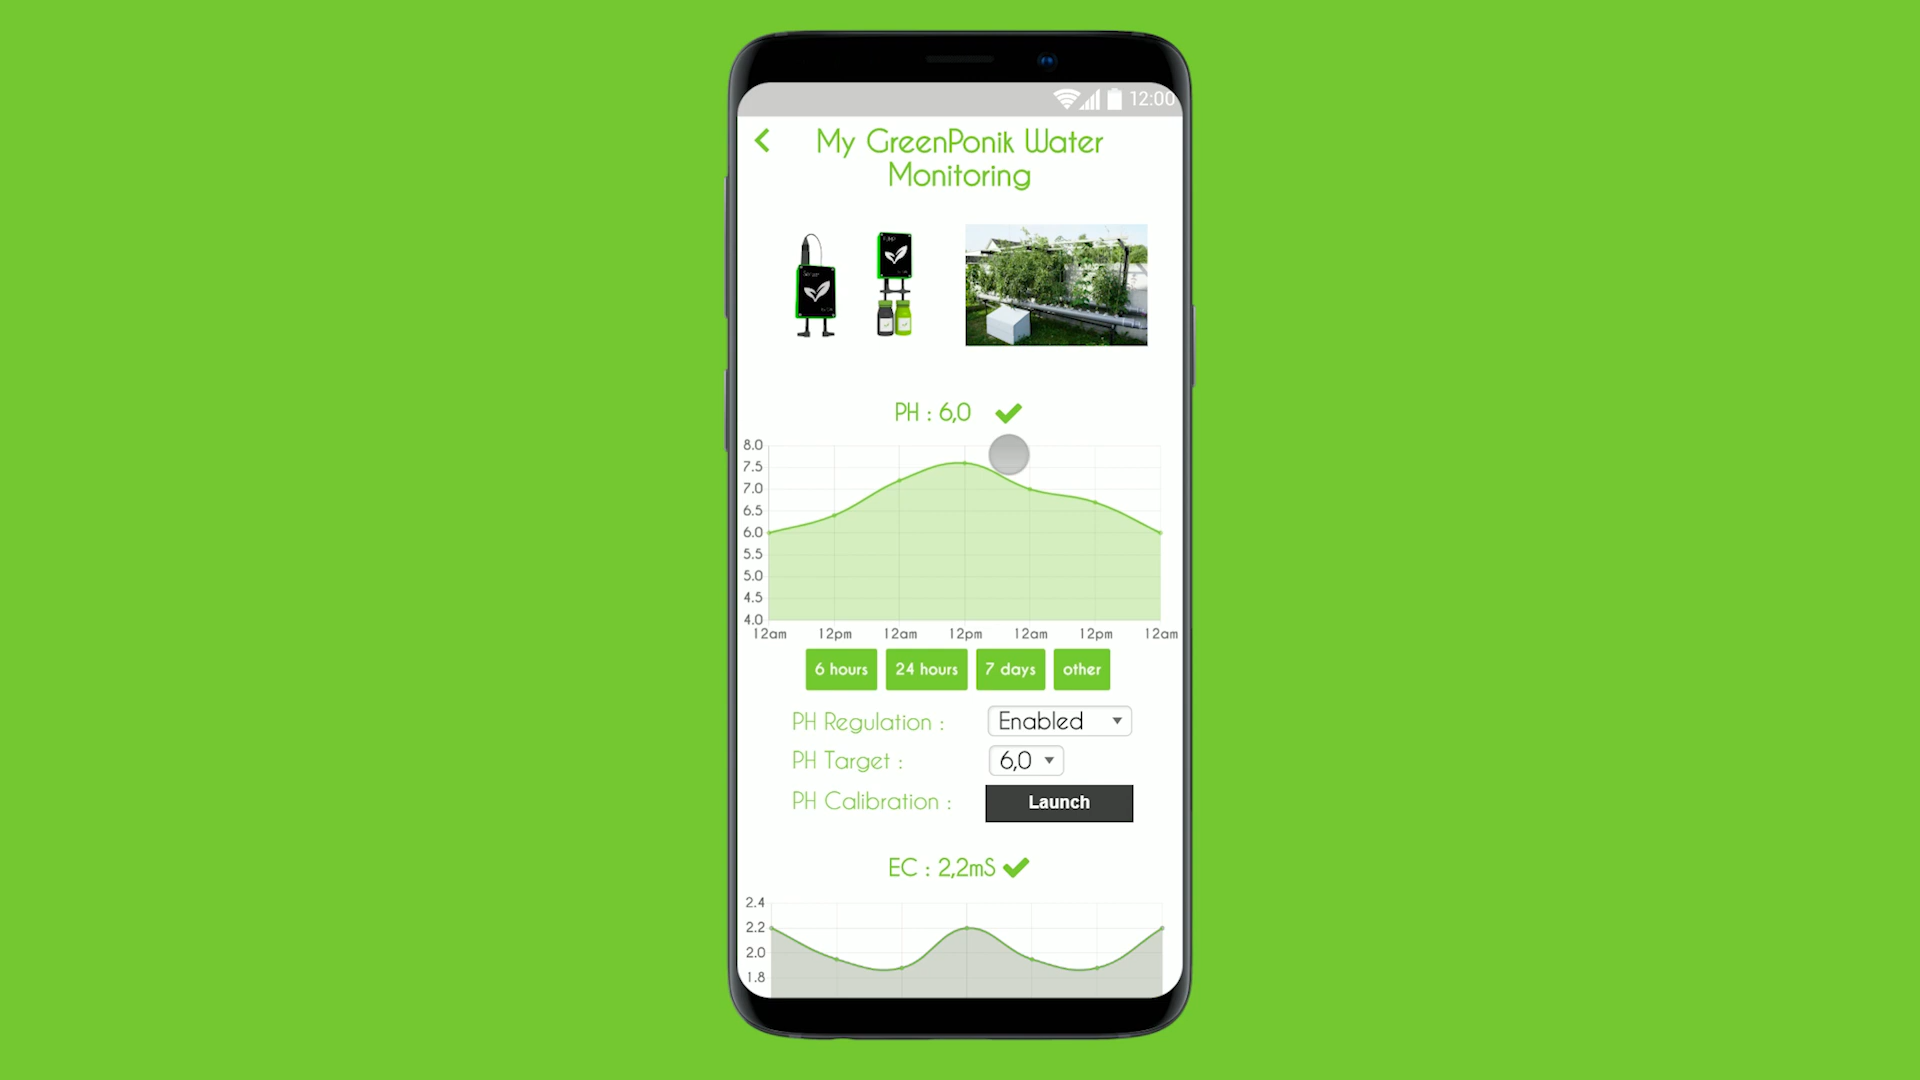 12:00
My GreenPonik Water
Monitoring
PH : 6,0
8.0
7.5
7.0
6.5
6.0
5.5
5.0
4.5
4.0
12am 12pm 12am 12pm 12am 12pm 12am
6 hours 24 hours 7 days other
PH Regulation : Enabled
PH Target : 6,0
PH Calibration : Launch
EC : 2,2mS
2.4
2.2
2.0
1.8